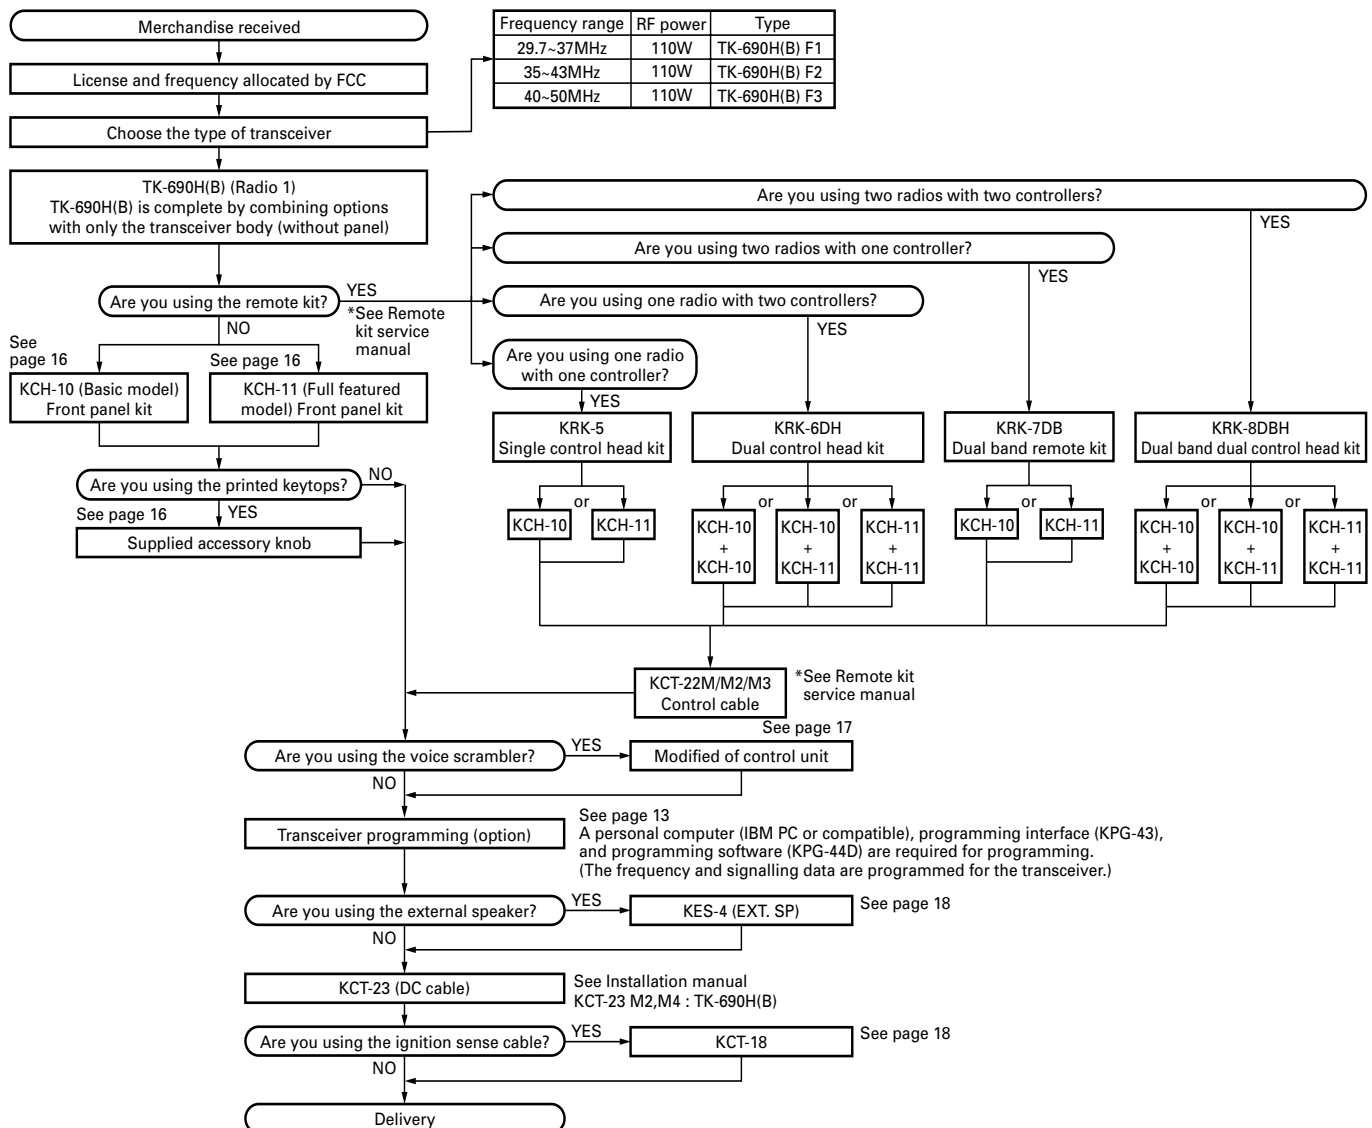 Merchandise received
License and frequency allocated by FCC
Choose the type of transceiver
Frequency range RF power Type
29.7~37MHz 110W TK-690H(B) F1
35~43MHz 110W TK-690H(B) F2
40~50MHz 110W TK-690H(B) F3
TK-690H(B) (Radio 1)
TK-690H(B) is complete by combining options
with only the transceiver body (without panel)
Are you using the remote kit?
YES
*See Remote
kit service
manual
NO
Are you using two radios with two controllers?
YES
Are you using two radios with one controller?
YES
Are you using one radio with two controllers?
YES
Are you using one radio
with one controller?
YES
See
page 16
KCH-10 (Basic model)
Front panel kit
See page 16
KCH-11 (Full featured
model) Front panel kit
Are you using the printed keytops?
NO
YES
See page 16
Supplied accessory knob
KRK-5
Single control head kit
KRK-6DH
Dual control head kit
KRK-7DB
Dual band remote kit
KRK-8DBH
Dual band dual control head kit
or
KCH-10
KCH-11
or
or
KCH-10
+
KCH-10
KCH-10
+
KCH-11
KCH-11
+
KCH-11
or
KCH-10
KCH-11
or
or
KCH-10
+
KCH-10
KCH-10
+
KCH-11
KCH-11
+
KCH-11
KCT-22M/M2/M3
Control cable
*See Remote kit
service manual
See page 17
Are you using the voice scrambler?
YES
Modified of control unit
NO
Transceiver programming (option)
See page 13
A personal computer (IBM PC or compatible), programming interface (KPG-43),
and programming software (KPG-44D) are required for programming.
(The frequency and signalling data are programmed for the transceiver.)
Are you using the external speaker?
YES
KES-4 (EXT. SP)
See page 18
NO
KCT-23 (DC cable)
See Installation manual
KCT-23 M2,M4 : TK-690H(B)
Are you using the ignition sense cable?
YES
KCT-18
See page 18
NO
Delivery